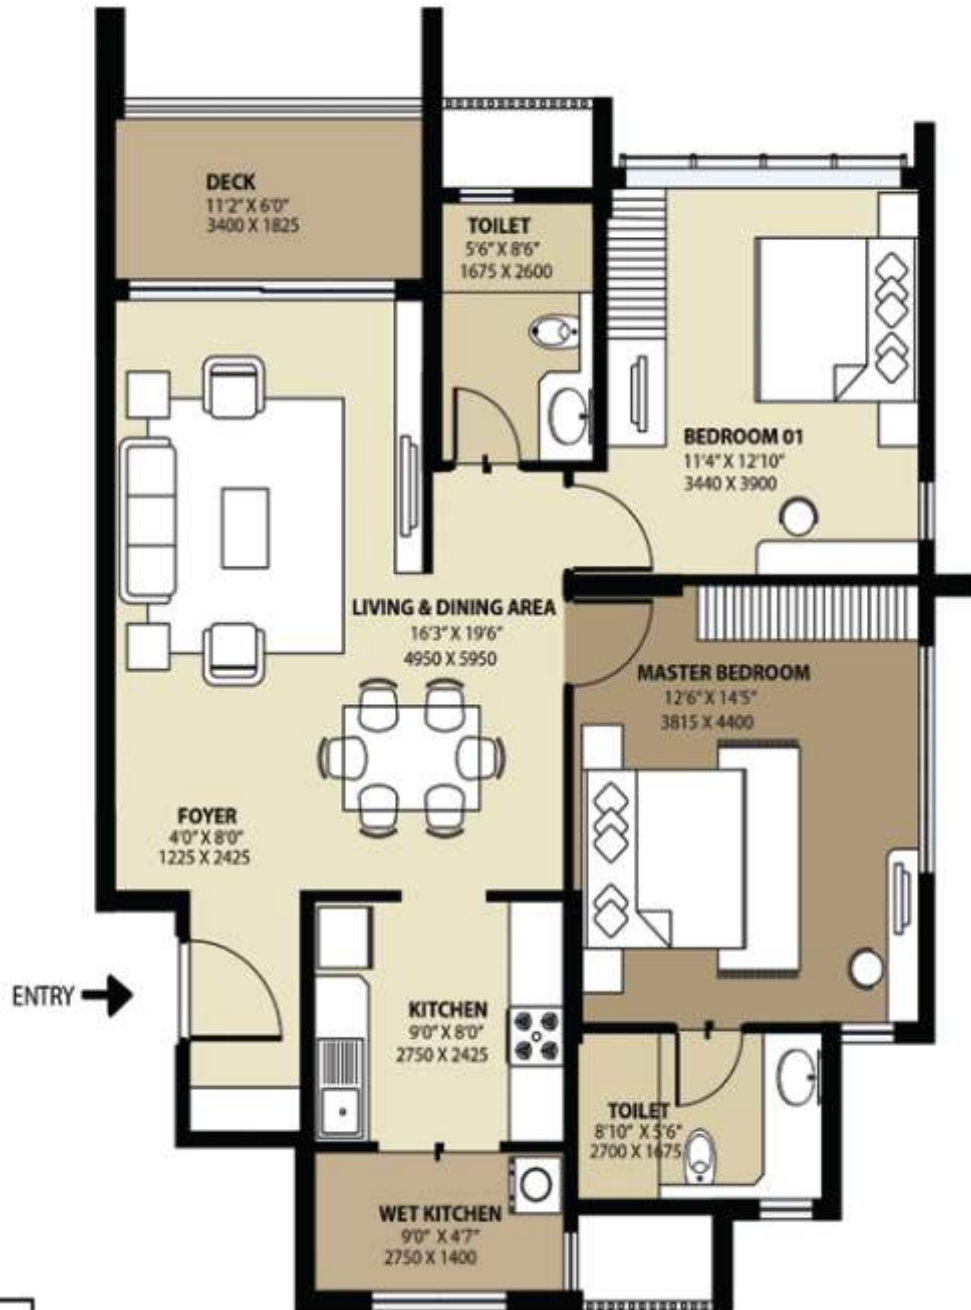 DECK
11'2" X 6'0"
3400 X 1825
TOILET
5'6" X 8'6"
1675 X 2600
BEDROOM 01
11'4" X 12'10"
3440 X 3900
LIVING & DINING AREA
16'3" X 19'6"
4950 X 5950
MASTER BEDROOM
12'6" X 14'5"
3815 X 4400
FOYER
4'0" X 8'0"
1225 X 2425
ENTRY
KITCHEN
9'0" X 8'0"
2750 X 2425
TOILET
8'10" X 5'6"
2700 X 1675
WET KITCHEN
9'0" X 4'7"
2750 X 1400